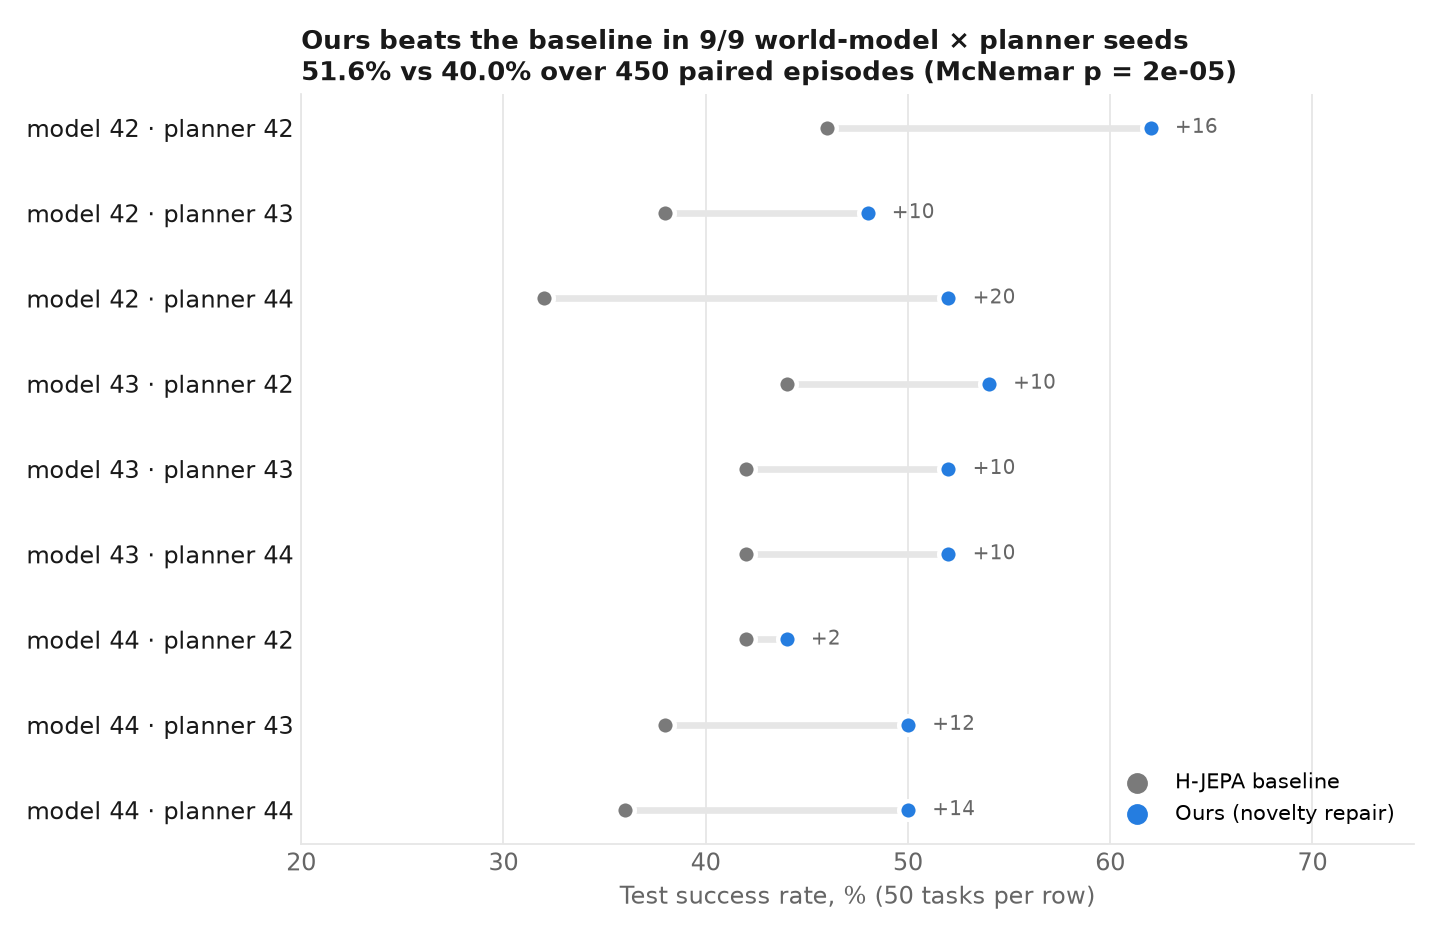 Ours beats the baseline in 9/9 world-model × planner seeds
51.6% vs 40.0% over 450 paired episodes (McNemar p = 2e-05)
model 42 · planner 42
+16
model 42 · planner 43
+10
model 42 · planner 44
+20
model 43 · planner 42
+10
model 43 · planner 43
+10
model 43 · planner 44
+10
model 44 · planner 42
+2
model 44 · planner 43
+12
model 44 · planner 44
+14
H-JEPA baseline
Ours (novelty repair)
20 30 40 50 60 70
Test success rate, % (50 tasks per row)